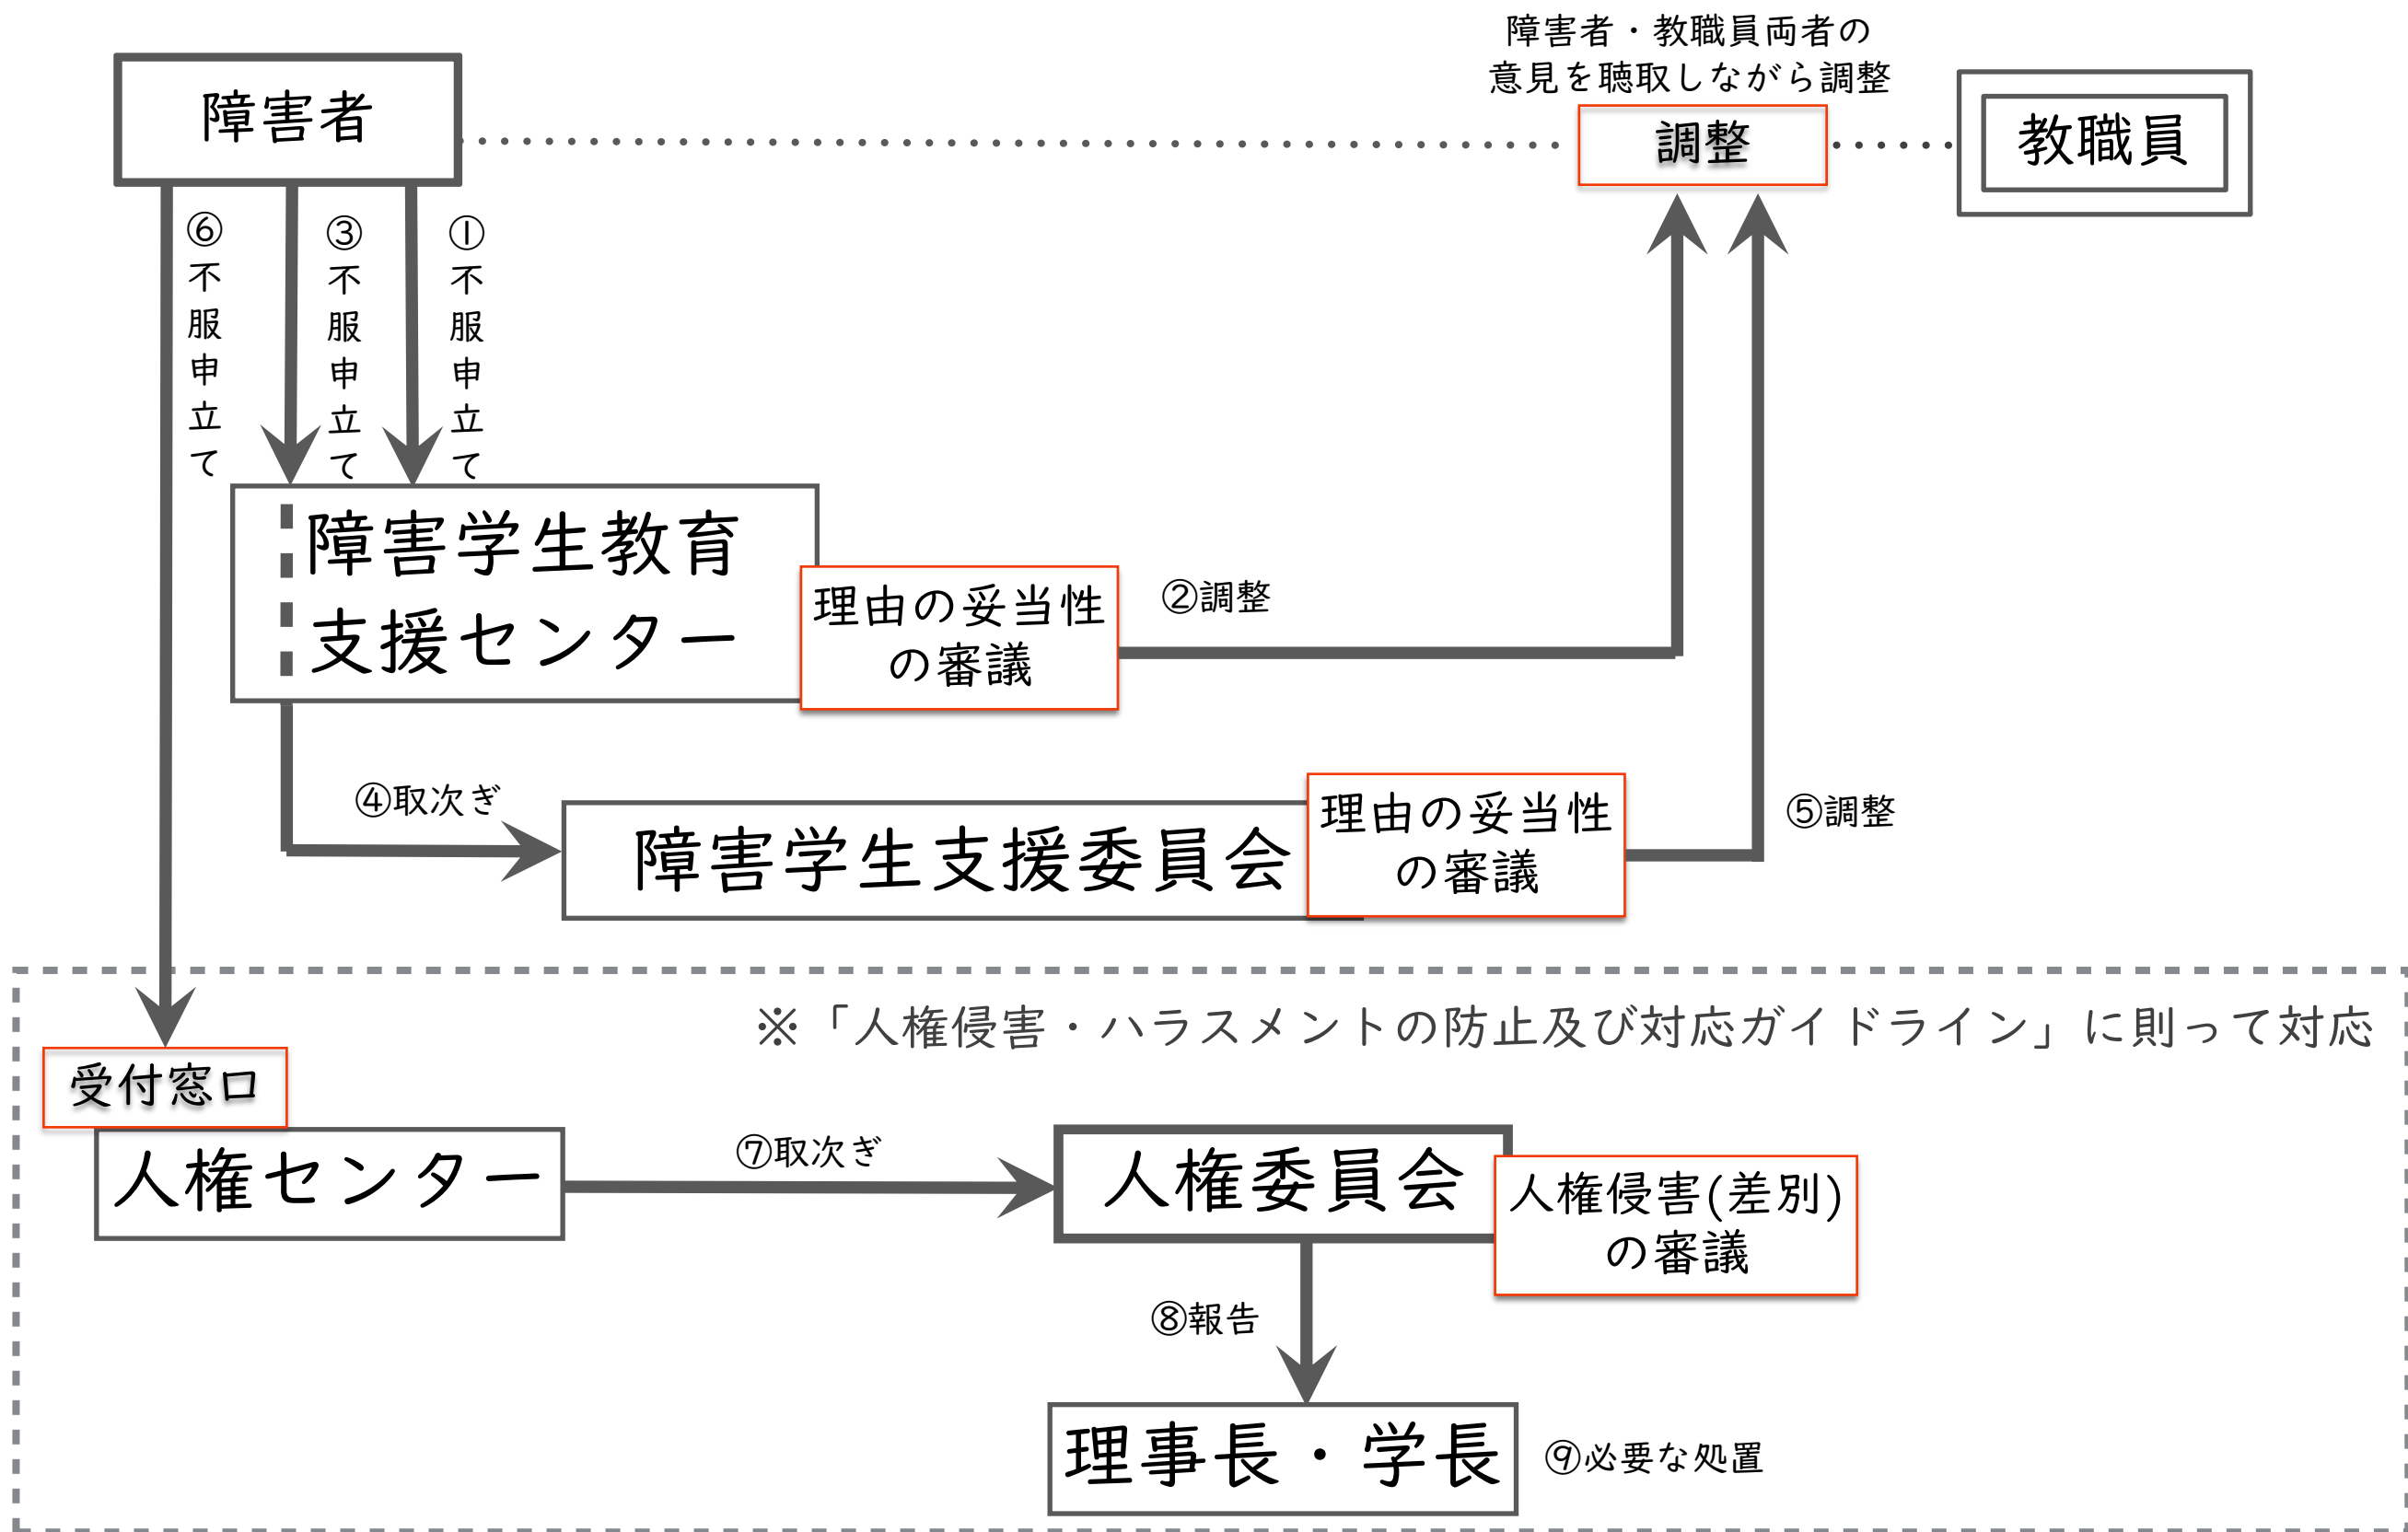 障害者・教職員両者の
意見を聴取しながら調整
障害者
調整
教職員
⑥不服申立て
③不服申立て
①不服申立て
障害学生教育
支援センター
理由の妥当性
の審議
②調整
④取次ぎ
障害学生支援委員会
理由の妥当性
の審議
⑤調整
※「人権侵害・ハラスメントの防止及び対応ガイドライン」に則って対応
受付窓口
人権センター
⑦取次ぎ
人権委員会
人権侵害(差別)
の審議
⑧報告
理事長・学長
⑨必要な処置